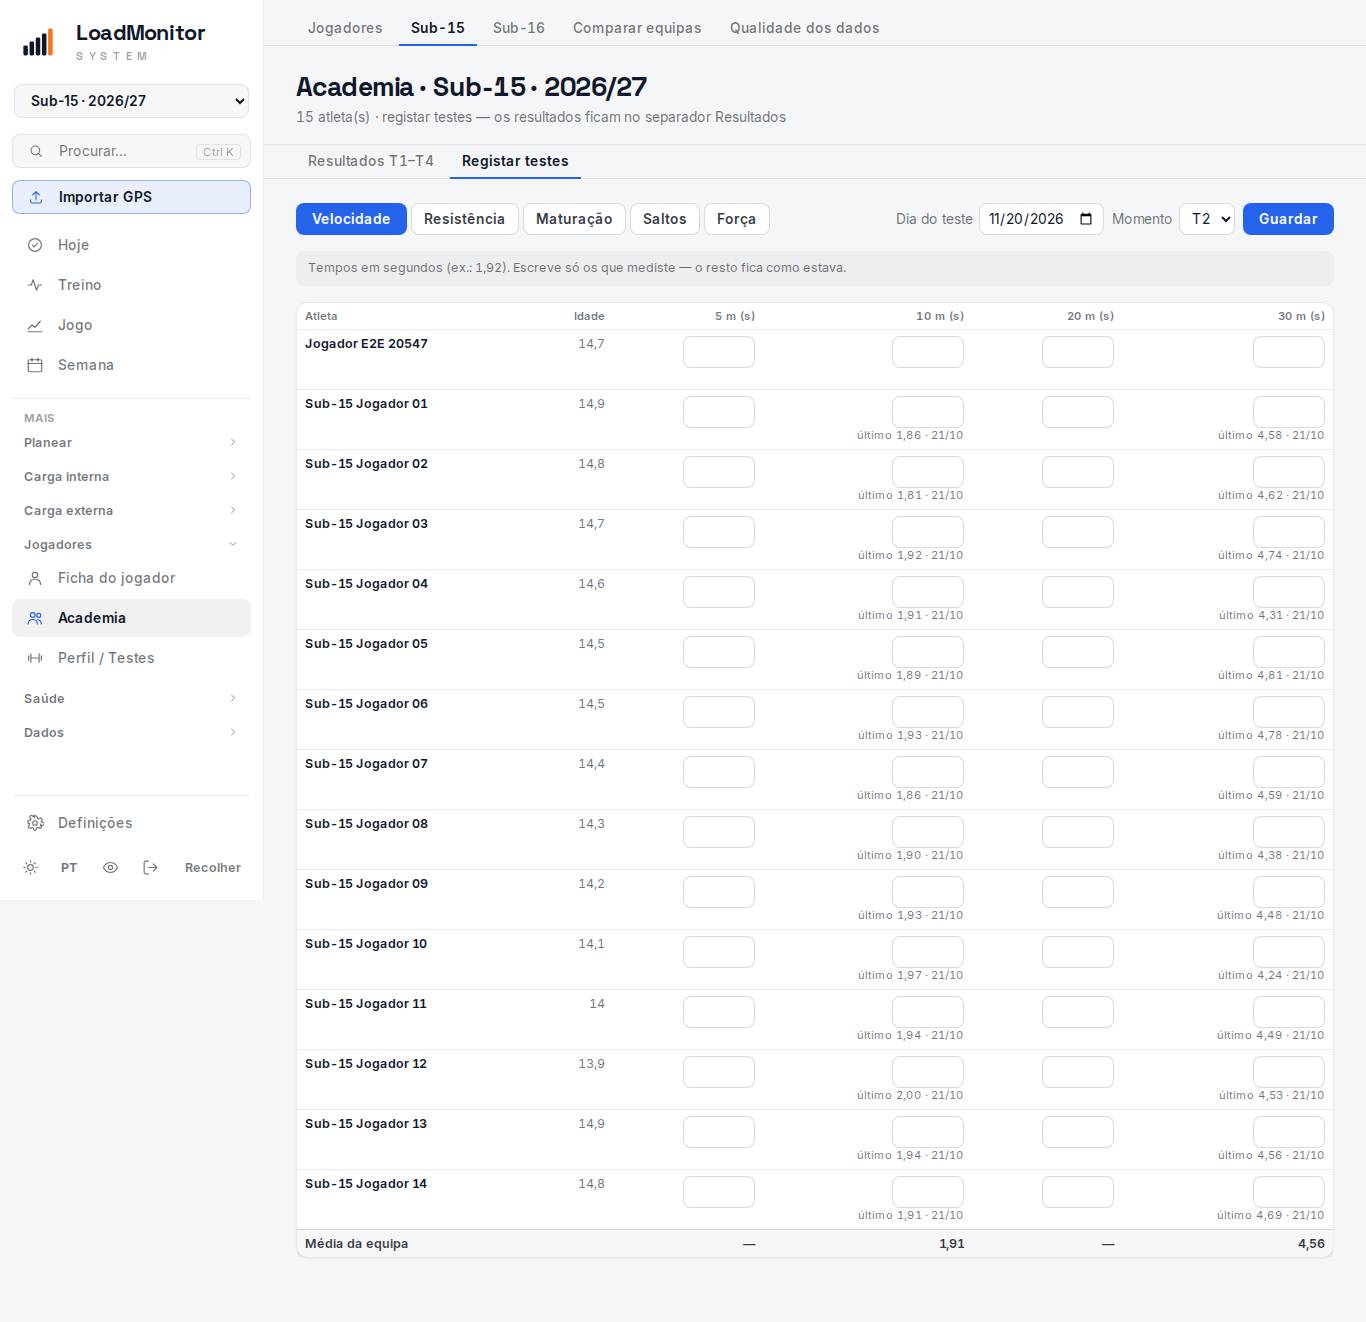 LoadMonitor
SYSTEM
Sub-15 · 2026/27
Procurar...
Ctrl K
Importar GPS
Hoje
Treino
Jogo
Semana
MAIS
Planear
Carga interna
Carga externa
Jogadores
Ficha do jogador
Academia
Perfil / Testes
Saúde
Dados
Definições
PT
Recolher
Jogadores Sub-15 Sub-16 Comparar equipas Qualidade dos dados
Academia · Sub-15 · 2026/27
15 atleta(s) · registar testes — os resultados ficam no separador Resultados
Resultados T1–T4 Registar testes
Velocidade Resistência Maturação Saltos Força Dia do teste 11/20/2026 Momento T2 Guardar
Tempos em segundos (ex.: 1,92). Escreve só os que mediste — o resto fica como estava.
Atleta Idade 5 m (s) 10 m (s) 20 m (s) 30 m (s)
Jogador E2E 20547 14,7
Sub-15 Jogador 01 14,9
último 1,86 · 21/10 último 4,58 · 21/10
Sub-15 Jogador 02 14,8
último 1,81 · 21/10 último 4,62 · 21/10
Sub-15 Jogador 03 14,7
último 1,92 · 21/10 último 4,74 · 21/10
Sub-15 Jogador 04 14,6
último 1,91 · 21/10 último 4,31 · 21/10
Sub-15 Jogador 05 14,5
último 1,89 · 21/10 último 4,81 · 21/10
Sub-15 Jogador 06 14,5
último 1,93 · 21/10 último 4,78 · 21/10
Sub-15 Jogador 07 14,4
último 1,86 · 21/10 último 4,59 · 21/10
Sub-15 Jogador 08 14,3
último 1,90 · 21/10 último 4,38 · 21/10
Sub-15 Jogador 09 14,2
último 1,93 · 21/10 último 4,48 · 21/10
Sub-15 Jogador 10 14,1
último 1,97 · 21/10 último 4,24 · 21/10
Sub-15 Jogador 11 14
último 1,94 · 21/10 último 4,49 · 21/10
Sub-15 Jogador 12 13,9
último 2,00 · 21/10 último 4,53 · 21/10
Sub-15 Jogador 13 14,9
último 1,94 · 21/10 último 4,56 · 21/10
Sub-15 Jogador 14 14,8
último 1,91 · 21/10 último 4,69 · 21/10
Média da equipa — 1,91 — 4,56